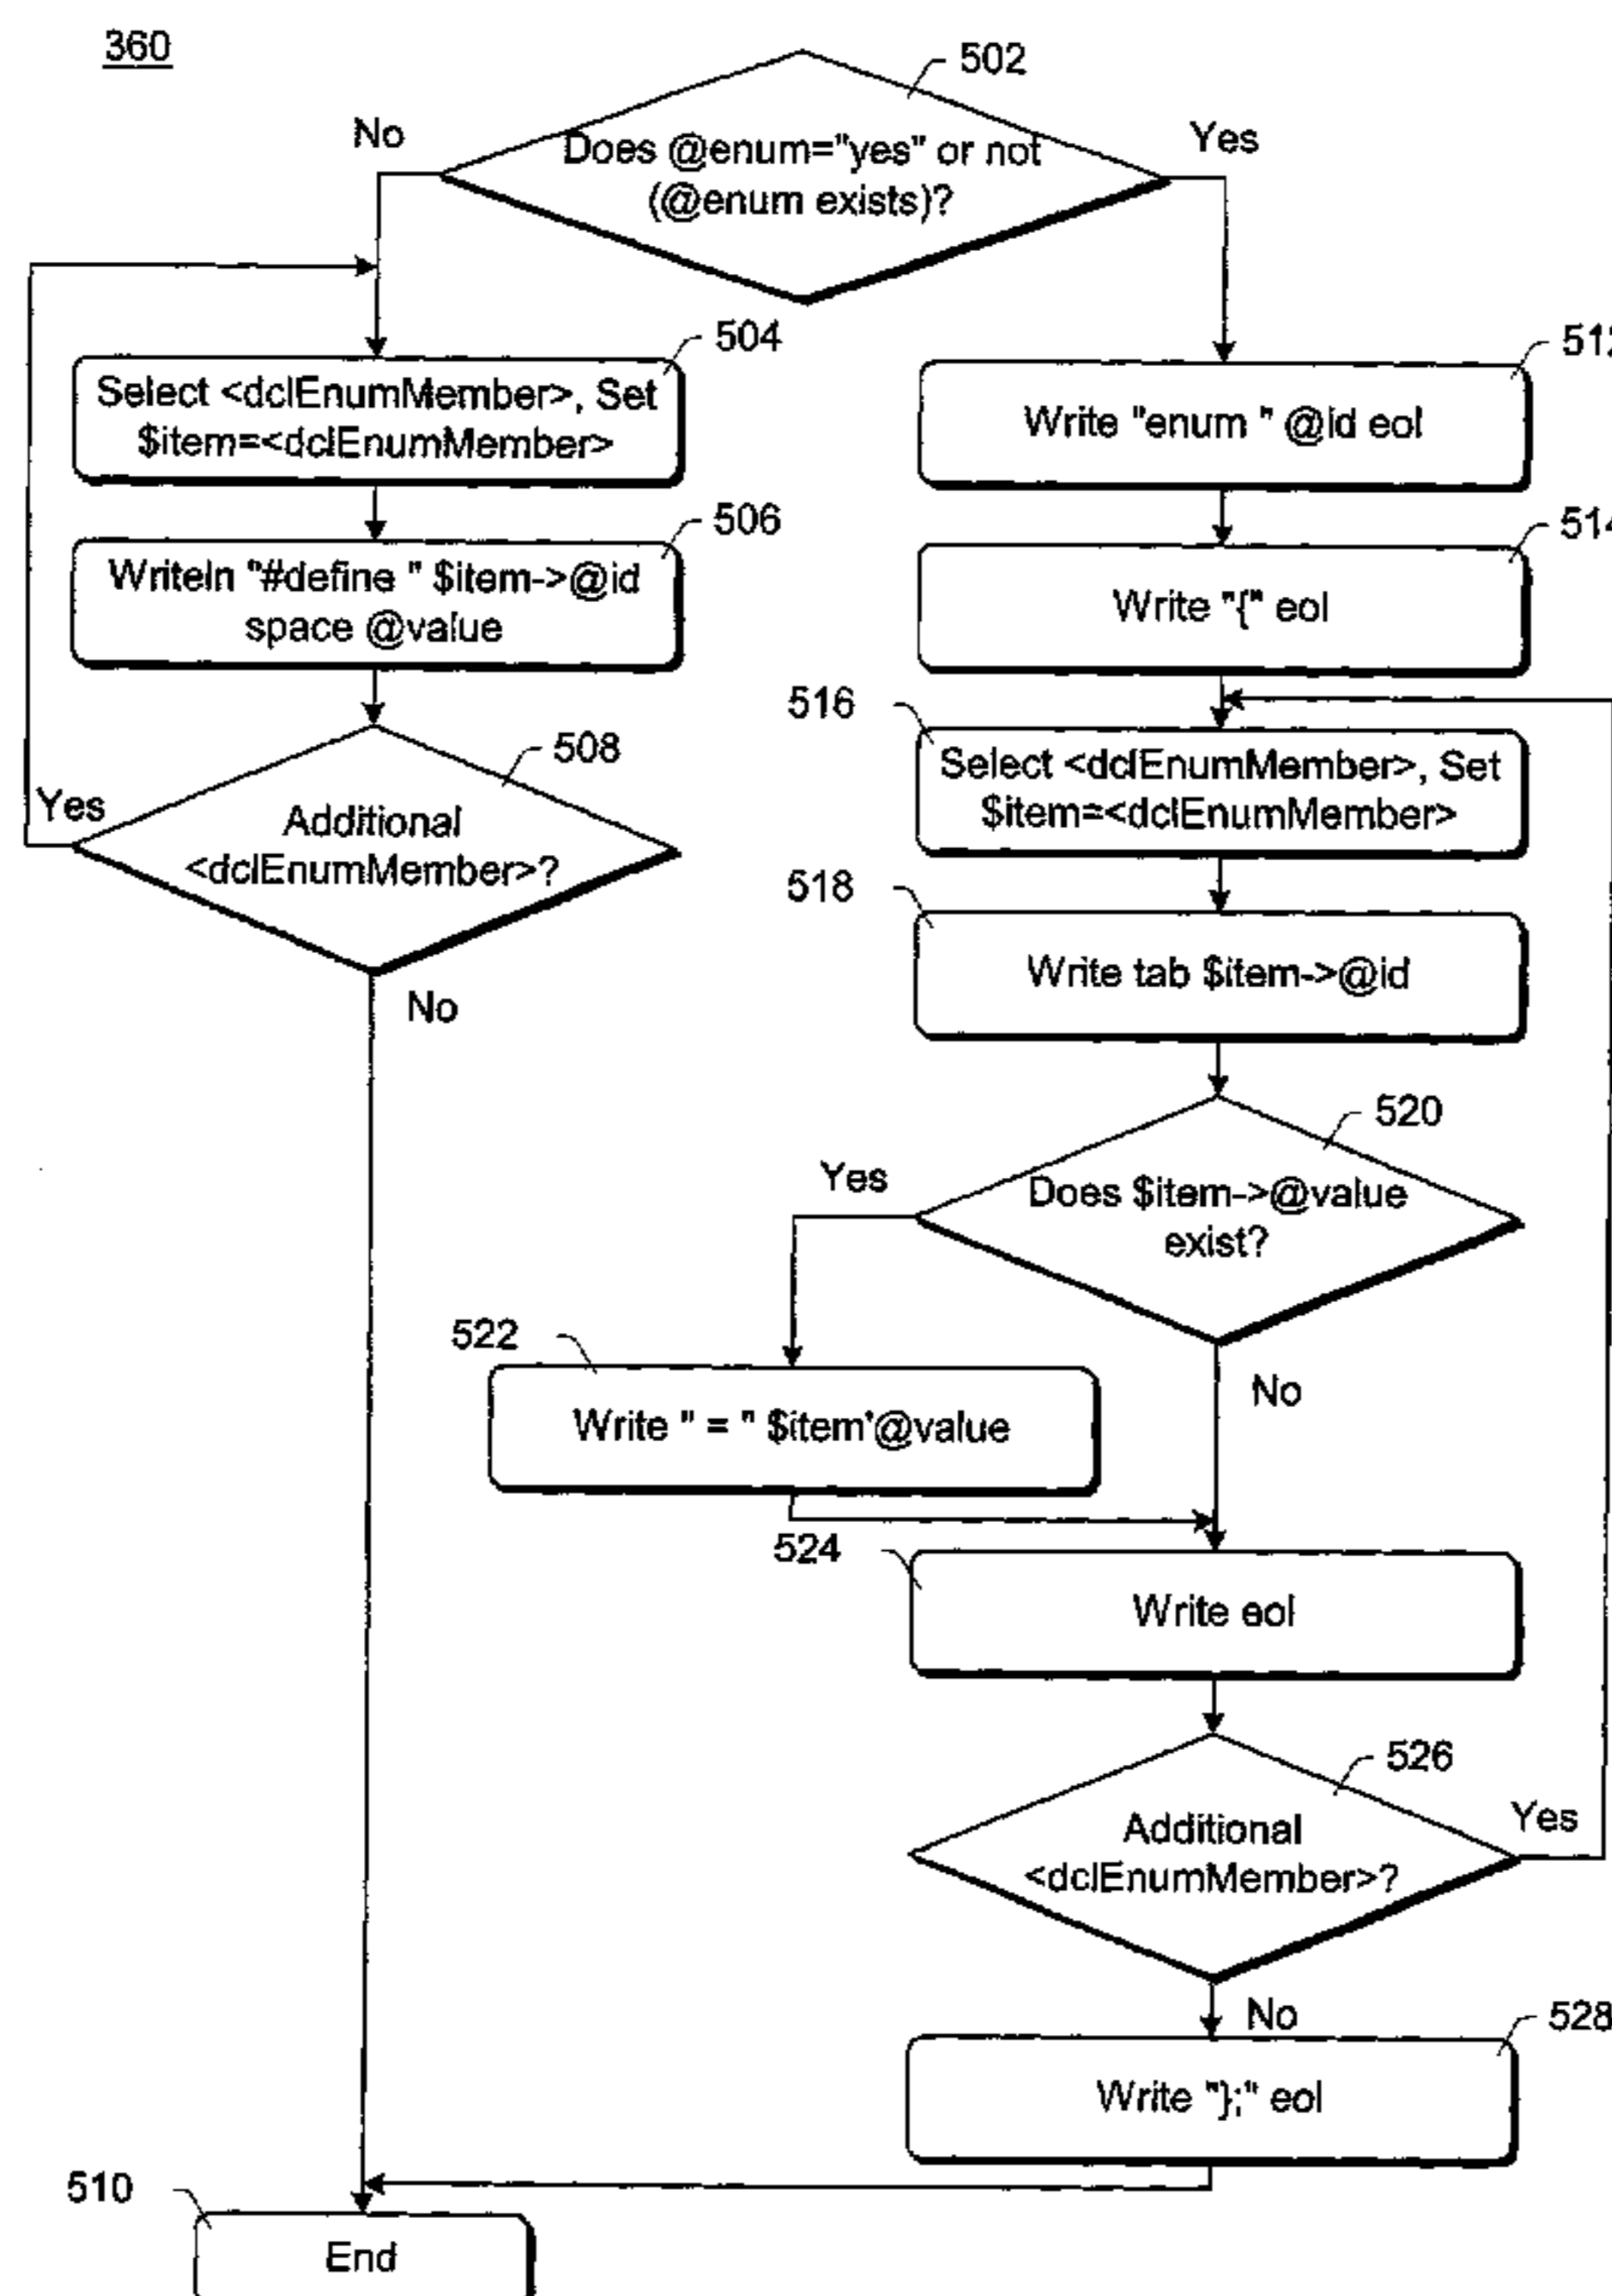 360
502
No
Yes
Does @enum="yes" or not
(@enum exists)?
504
Select <dclEnumMember>, Set
$item=<dclEnumMember>
506
Writeln "#define " $item->@id
space @value
508
Yes
Additional
<dclEnumMember>?
No
512
Write "enum " @id eol
514
Write "{" eol
516
Select <dclEnumMember>, Set
$item=<dclEnumMember>
518
Write tab $item->@id
520
Yes
Does $item->@value
exist?
No
522
Write " = " $item'@value
524
Write eol
526
Yes
Additional
<dclEnumMember>?
No
528
Write "};" eol
510
End